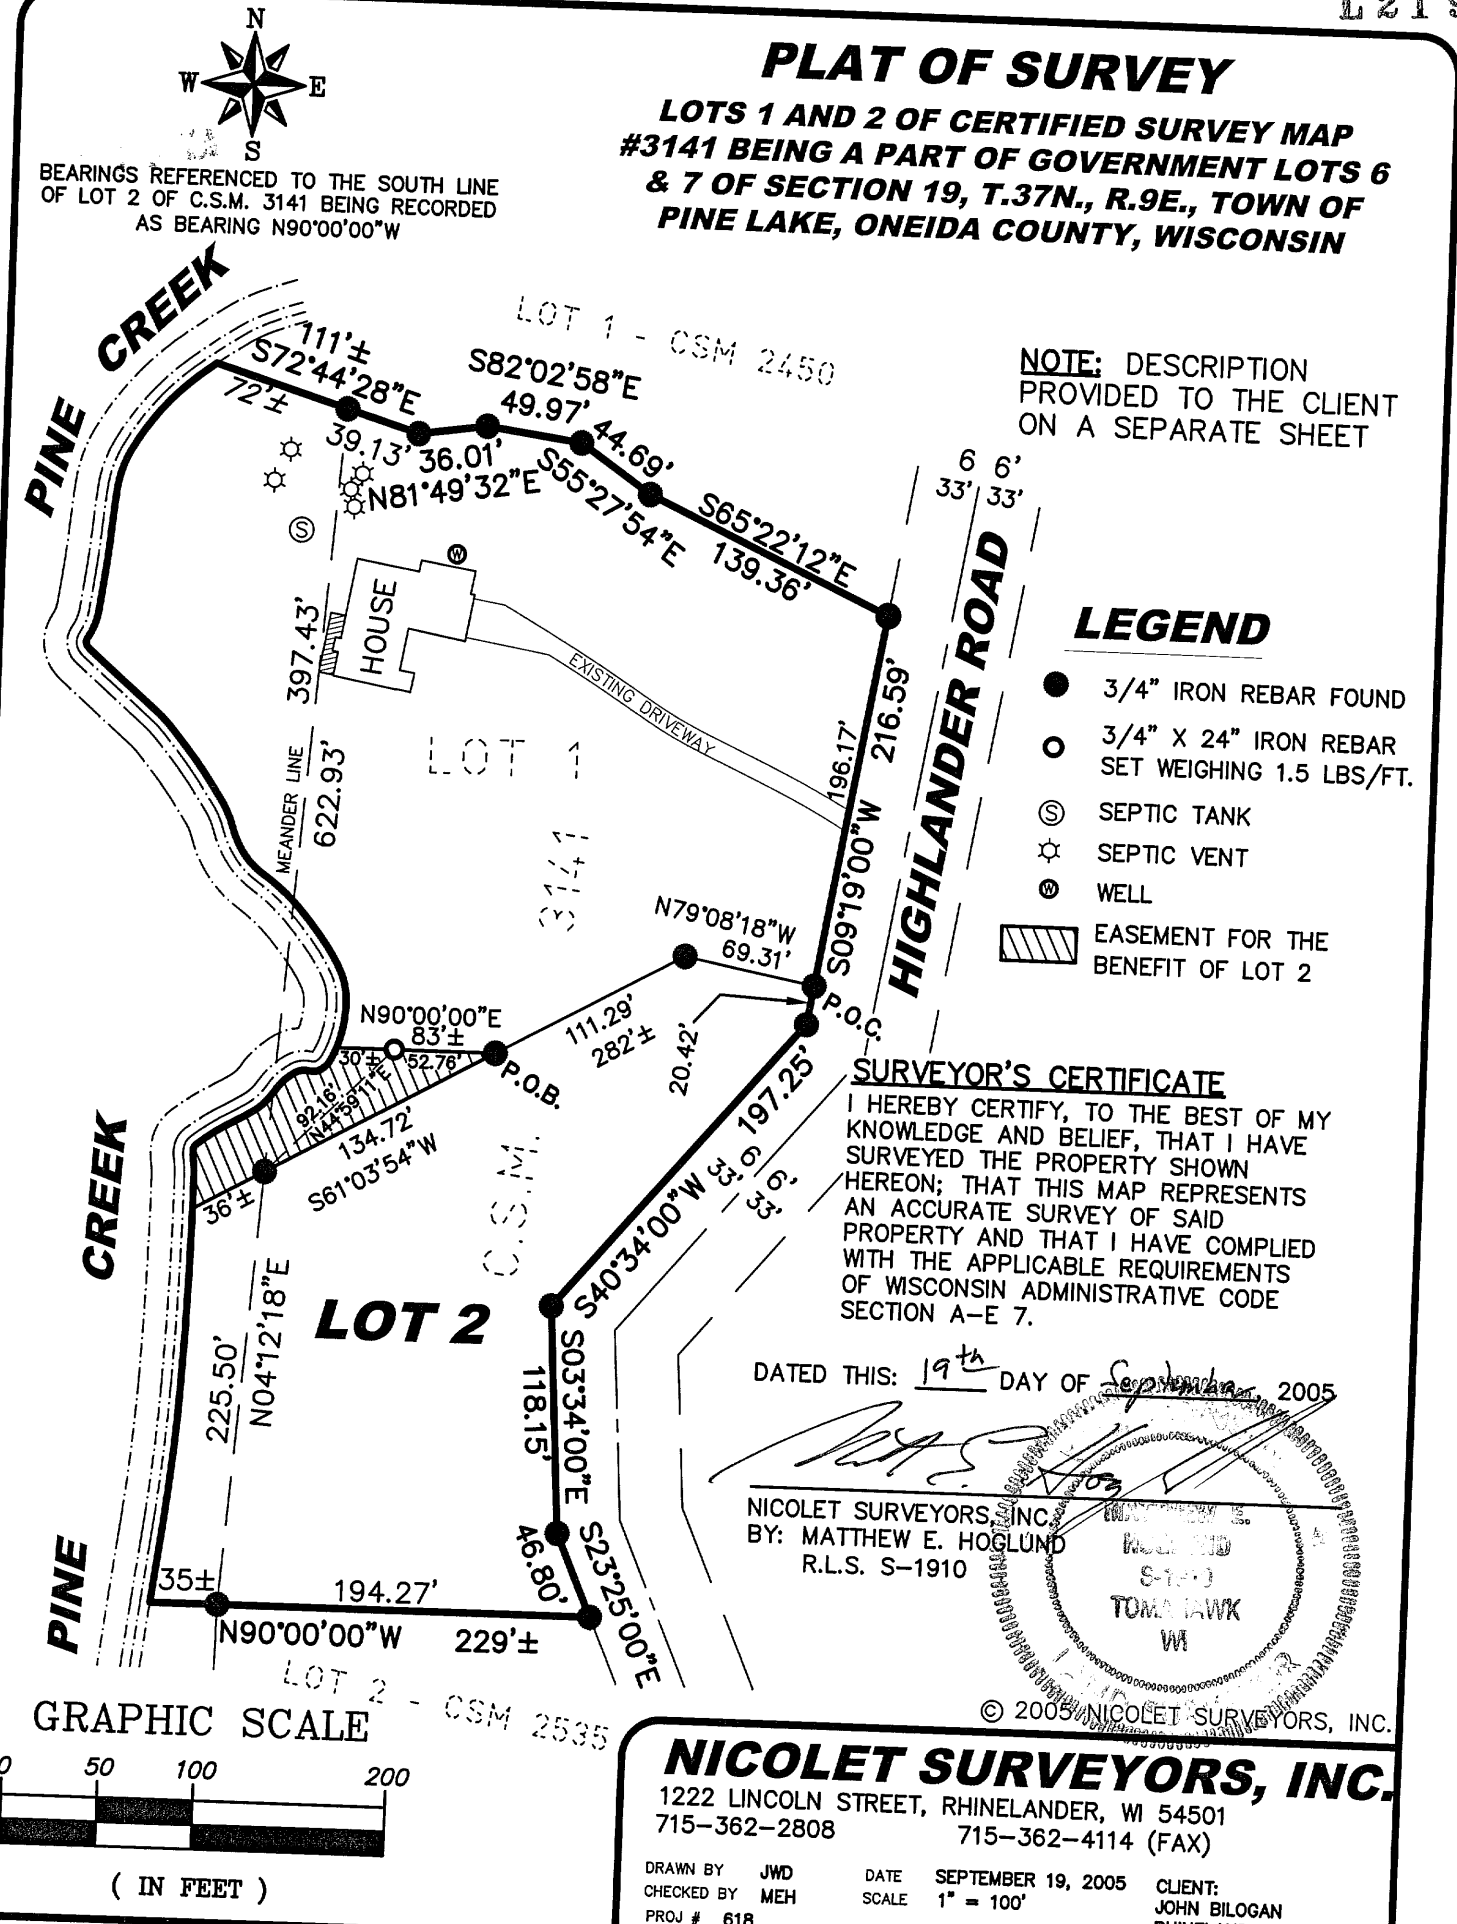 L219
N
W E
S
BEARINGS REFERENCED TO THE SOUTH LINE
OF LOT 2 OF C.S.M. 3141 BEING RECORDED
AS BEARING N90°00'00"W
PLAT OF SURVEY
LOTS 1 AND 2 OF CERTIFIED SURVEY MAP
#3141 BEING A PART OF GOVERNMENT LOTS 6
& 7 OF SECTION 19, T.37N., R.9E., TOWN OF
PINE LAKE, ONEIDA COUNTY, WISCONSIN
NOTE: DESCRIPTION
PROVIDED TO THE CLIENT
ON A SEPARATE SHEET
PINE CREEK
LOT 1 - CSM 2450
111'±
S72°44'28"E
72'±
39.13'
36.01'
N81°49'32"E
S82°02'58"E
49.97'
44.69'
S55°27'54"E
S65°22'12"E
139.36'
66'
33' 33'
HIGHLANDER ROAD
S
W
HOUSE
397.43'
MEANDER LINE
622.93'
EXISTING DRIVEWAY
LOT 1
C.S.M. 3141
196.17'
216.59'
S09°19'00"W
N79°08'18"W
69.31'
P.O.C.
20.42'
111.29'
282'±
N90°00'00"E
83'±
30'±
52.76'
P.O.B.
92.16'
N44°59'11"E
134.72'
S61°03'54"W
36'±
197.25'
S40°34'00"W
66'
33' 33'
PINE CREEK
225.50'
N04°12'18"E
LOT 2
S03°34'00"E
118.15'
46.80'
S23°25'00"E
35±
194.27'
N90°00'00"W 229'±
LOT 2 - CSM 2535
LEGEND
3/4" IRON REBAR FOUND
3/4" X 24" IRON REBAR
SET WEIGHING 1.5 LBS/FT.
S SEPTIC TANK
SEPTIC VENT
W WELL
EASEMENT FOR THE
BENEFIT OF LOT 2
SURVEYOR'S CERTIFICATE
I HEREBY CERTIFY, TO THE BEST OF MY
KNOWLEDGE AND BELIEF, THAT I HAVE
SURVEYED THE PROPERTY SHOWN
HEREON; THAT THIS MAP REPRESENTS
AN ACCURATE SURVEY OF SAID
PROPERTY AND THAT I HAVE COMPLIED
WITH THE APPLICABLE REQUIREMENTS
OF WISCONSIN ADMINISTRATIVE CODE
SECTION A-E 7.
DATED THIS: 19th DAY OF September, 2005
NICOLET SURVEYORS, INC.
BY: MATTHEW E. HOGLUND
R.L.S. S-1910
MATTHEW E.
HOGLUND
S-1910
TOMAHAWK
WI
© 2005 NICOLET SURVEYORS, INC.
GRAPHIC SCALE
0 50 100 200
( IN FEET )
NICOLET SURVEYORS, INC.
1222 LINCOLN STREET, RHINELANDER, WI 54501
715-362-2808 715-362-4114 (FAX)
DRAWN BY JWD DATE SEPTEMBER 19, 2005 CLIENT:
CHECKED BY MEH SCALE 1" = 100' JOHN BILOGAN
PROJ # 618